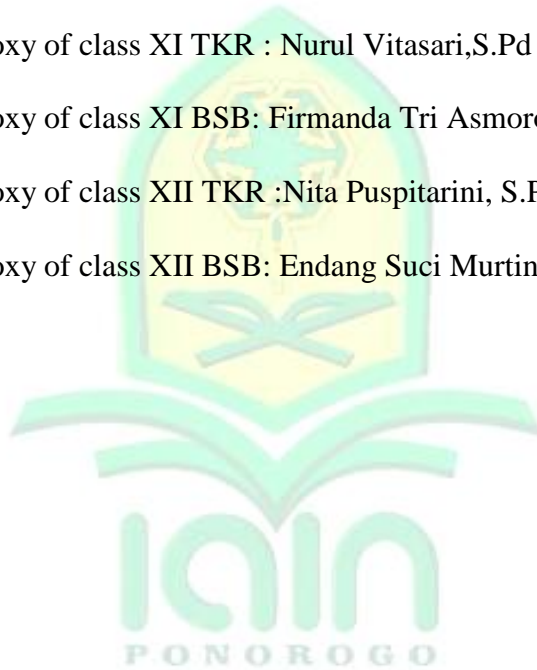 oxy of class XI TKR : Nurul Vitasari,S.Pd
oxy of class XI BSB: Firmanda Tri Asmoro
oxy of class XII TKR :Nita Puspitarini, S.P
oxy of class XII BSB: Endang Suci Murtin
iain
PONOROGO